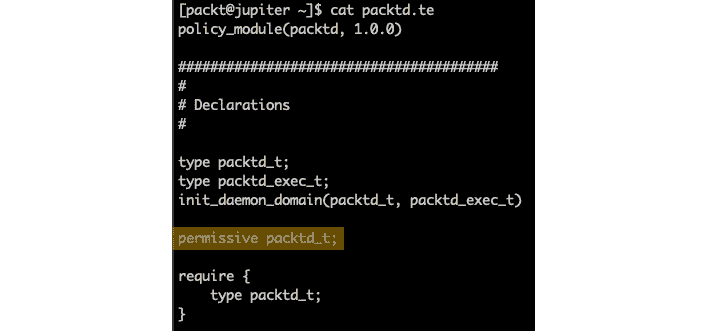 [packt@jupiter ~]$ cat packtd.te
policy_module(packtd, 1.0.0)
########################################
#
# Declarations
#
type packtd_t;
type packtd_exec_t;
init_daemon_domain(packtd_t, packtd_exec_t)
permissive packtd_t;
require {
    type packtd_t;
}